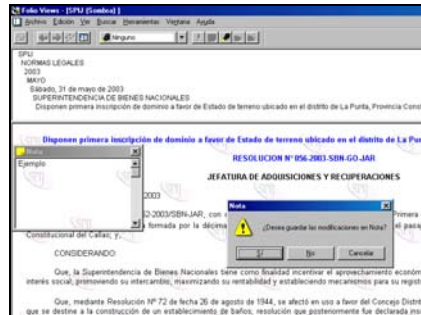 Folio Views - [SPIJ (Sombra) ]
Archivo Edición Ver Buscar Herramientas Ventana Ayuda
Ninguno
SPIJ
NORMAS LEGALES
2003
MAYO
Sábado, 31 de mayo de 2003
SUPERINTENDENCIA DE BIENES NACIONALES
Disponen primera inscripción de dominio a favor de Estado de terreno ubicado en el distrito de La Punta, Provincia Const
Disponen primera inscripción de dominio a favor de Estado de terreno ubicado en el distrito de La Pun
Nota
Ejemplo
RESOLUCION Nº 056-2003-SBN-GO-JAR
JEFATURA DE ADQUISICIONES Y RECUPERACIONES
2003
52-2003/SBN-JAR, con
Primera
formada por la décima
el pasaj
Constitucional del Callao; y,
Nota
¿Desea guardar las modificaciones en Nota?
Sí No Cancelar
CONSIDERANDO:
Que, la Superintendencia de Bienes Nacionales tiene como finalidad incentivar el aprovechamiento económ
interés social, promoviendo su intercambio, maximizando su rentabilidad y estableciendo mecanismos para su regist
Que, mediante Resolución Nº 72 de fecha 26 de agosto de 1944, se afectó en uso a favor del Concejo Distrit
que se destine a la construcción de un establecimiento de baños; resolución que posteriormente fue declarada ins